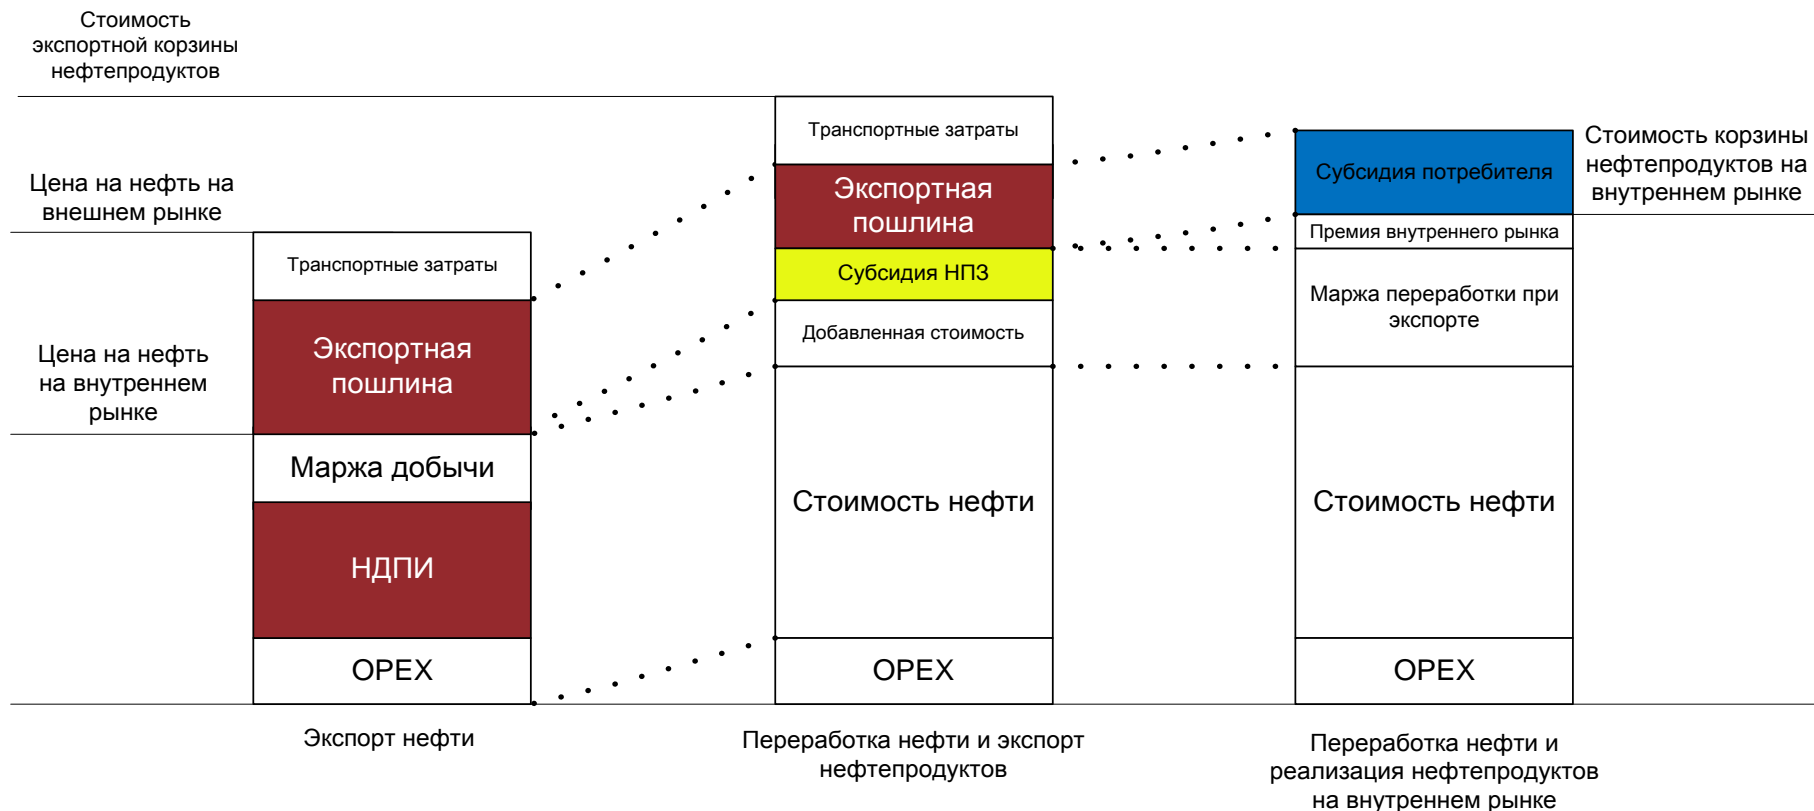 Стоимость
экспортной корзины
нефтепродуктов
Цена на нефть на
внешнем рынке
Цена на нефть
на внутреннем
рынке
Транспортные затраты
Экспортная
пошлина
Маржа добычи
НДПИ
OPEX
Экспорт нефти
Транспортные затраты
Экспортная
пошлина
Субсидия НПЗ
Добавленная стоимость
Стоимость нефти
OPEX
Переработка нефти и экспорт
нефтепродуктов
Субсидия потребителя
Премия внутреннего рынка
Маржа переработки при
экспорте
Стоимость нефти
OPEX
Переработка нефти и
реализация нефтепродуктов
на внутреннем рынке
Стоимость корзины
нефтепродуктов на
внутреннем рынке